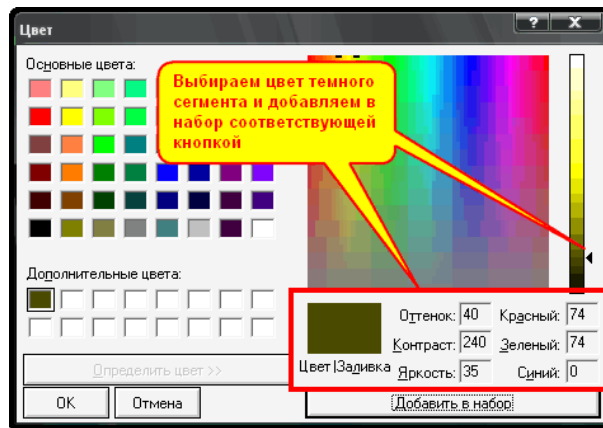 Цвет
Основные цвета:
Выбираем цвет темного
сегмента и добавляем в
набор соответствующей
кнопкой
Дополнительные цвета:
Определить цвет >>
ОК
Отмена
Цвет|Заливка
Оттенок: 40
Контраст: 240
Яркость: 35
Красный: 74
Зеленый: 74
Синий: 0
Добавить в набор